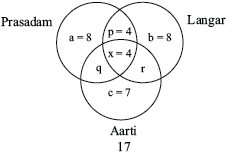 Prasadam
Langar
a = 8
p = 4
b = 8
x = 4
q
r
c = 7
Aarti
17